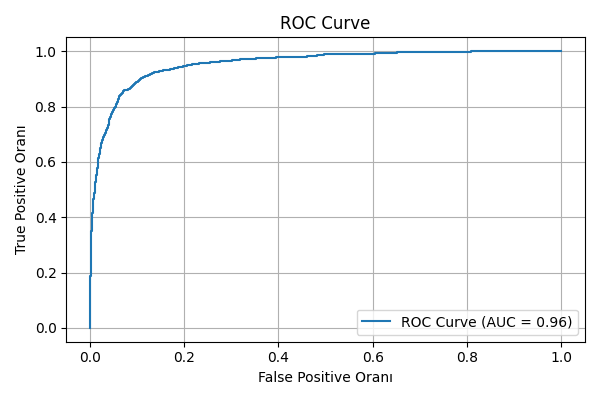 ROC Curve
1.0
0.8
0.6
0.4
0.2
0.0
True Positive Oranı
ROC Curve (AUC = 0.96)
0.0 0.2 0.4 0.6 0.8 1.0
False Positive Oranı